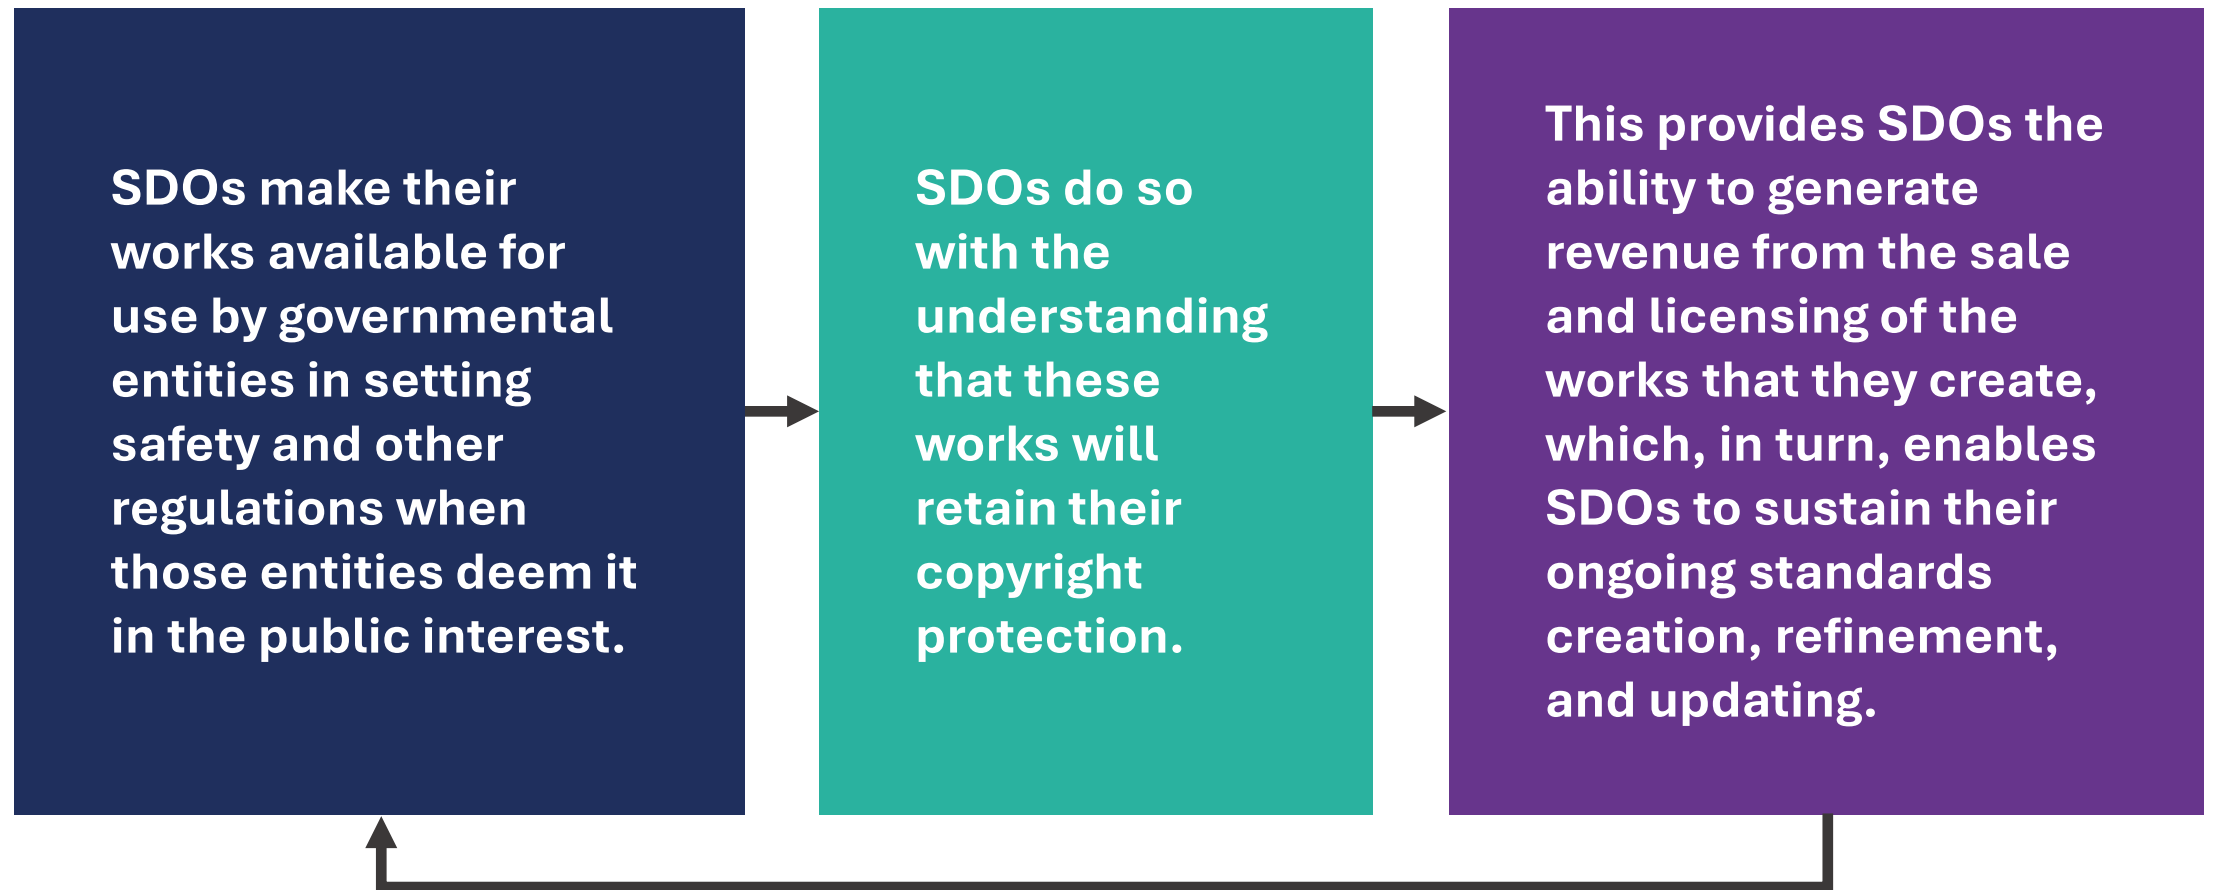 SDOs make their
works available for
use by governmental
entities in setting
safety and other
regulations when
those entities deem it
in the public interest.
SDOs do so
with the
understanding
that these
works will
retain their
copyright
protection.
This provides SDOs the
ability to generate
revenue from the sale
and licensing of the
works that they create,
which, in turn, enables
SDOs to sustain their
ongoing standards
creation, refinement,
and updating.